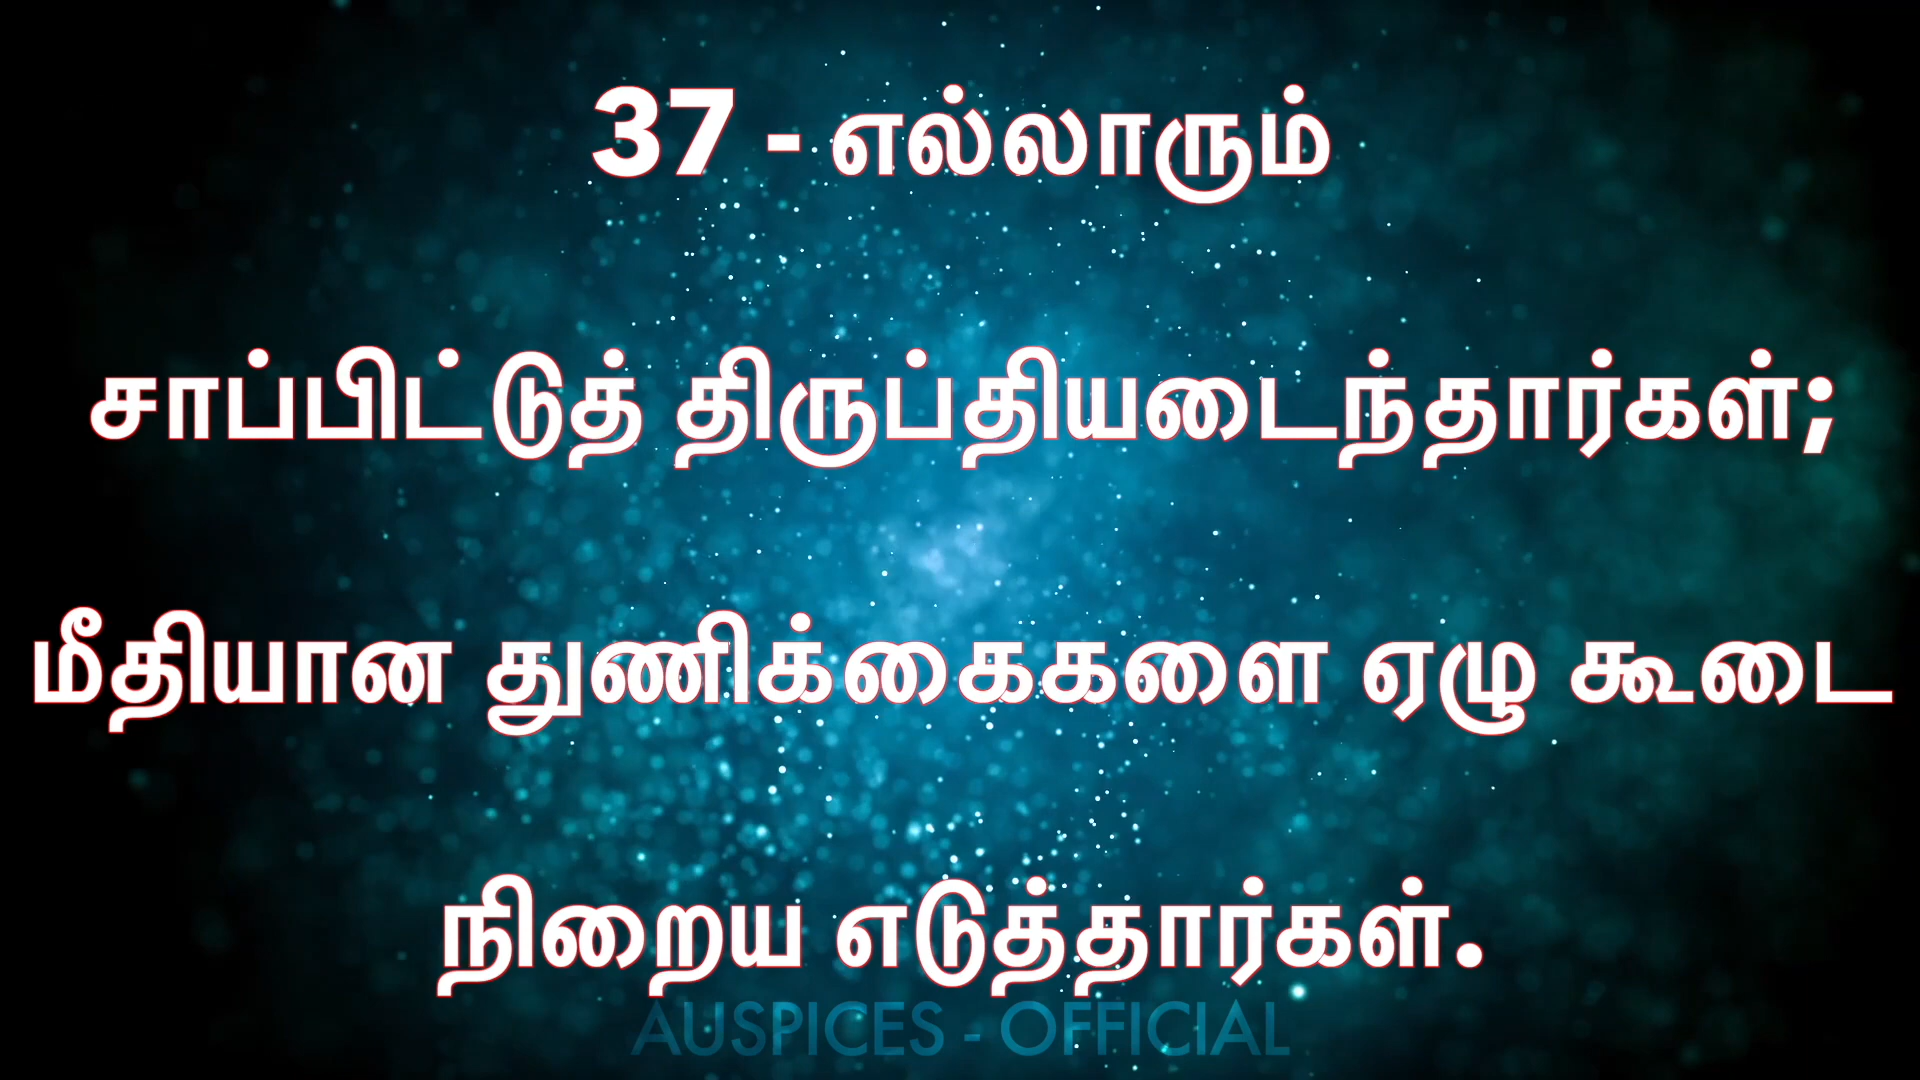 37 - எல்லாரும்
சாப்பிட்டுத் திருப்தியடைந்தார்கள்;
மீதியான துணிக்கைகளை ஏழு கூடை
நிறைய எடுத்தார்கள்.
AUSPICES - OFFICIAL